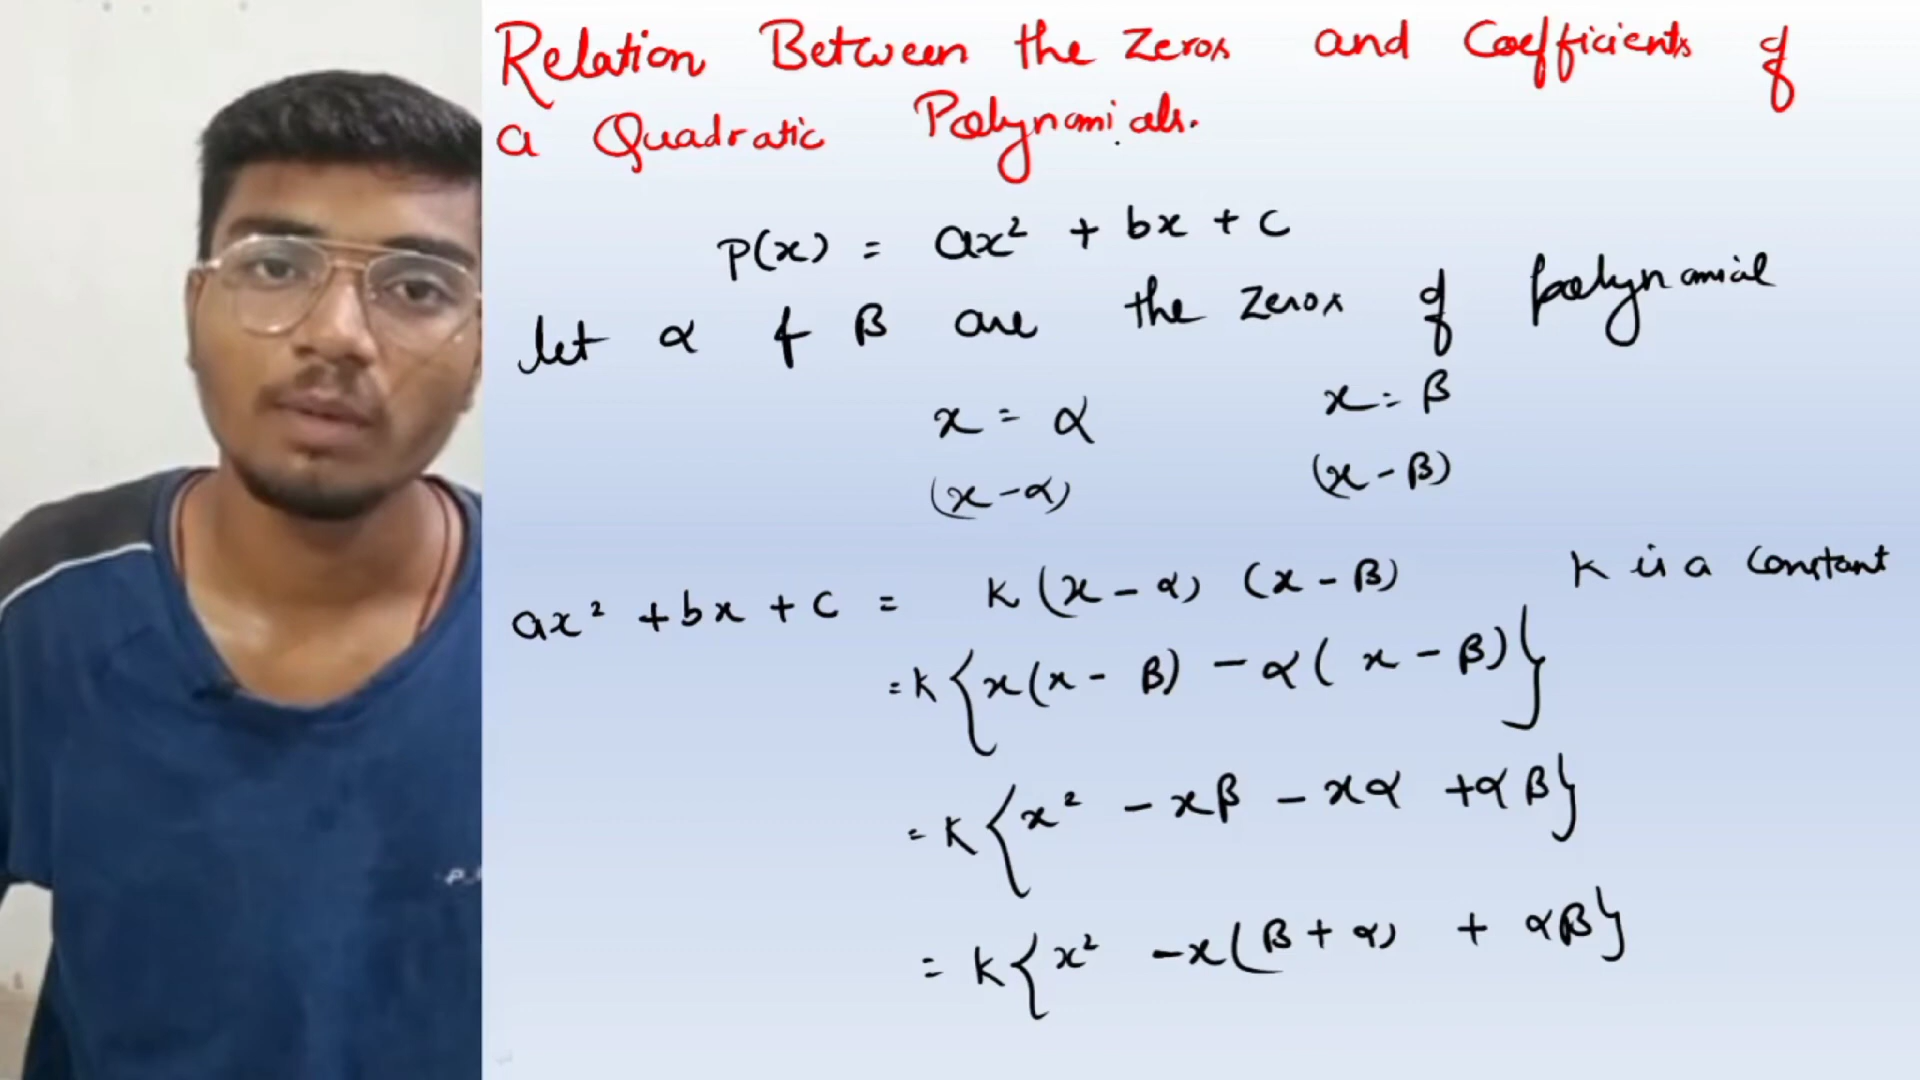 Relation Between the Zeros and Coefficients of
a Quadratic Polynomials.
P(x) = ax² + bx + c
let α & β are the zeros of polynomial
x = α x = β
(x-α) (x-β)
ax² + bx + c = K(x-α) (x-β) K is a constant
= K{x(x-β) - α(x-β)}
= K{x² - xβ - xα + αβ}
= K{x² - x(β+α) + αβ}